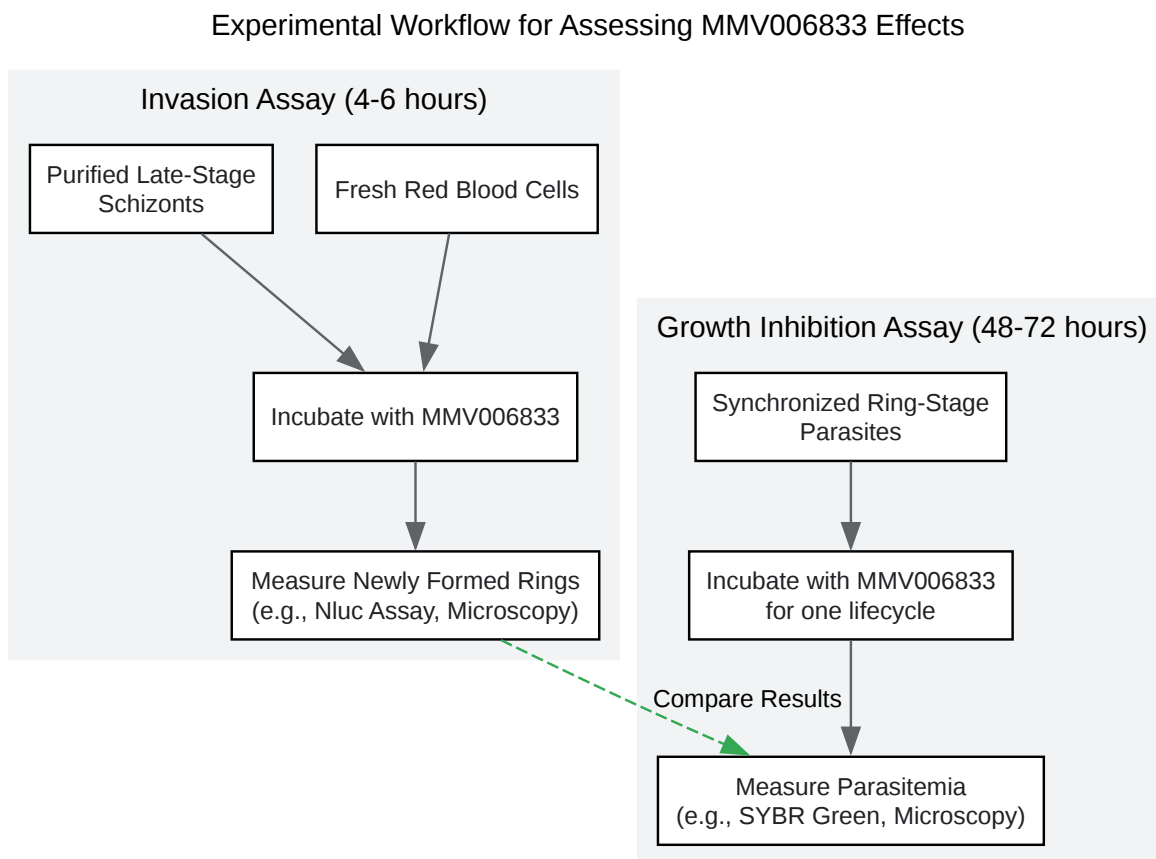 Experimental Workflow for Assessing MMV006833 Effects
Invasion Assay (4-6 hours)
Purified Late-Stage
Schizonts
Fresh Red Blood Cells
Incubate with MMV006833
Measure Newly Formed Rings
(e.g., Nluc Assay, Microscopy)
Growth Inhibition Assay (48-72 hours)
Synchronized Ring-Stage
Parasites
Incubate with MMV006833
for one lifecycle
Compare Results
Measure Parasitemia
(e.g., SYBR Green, Microscopy)